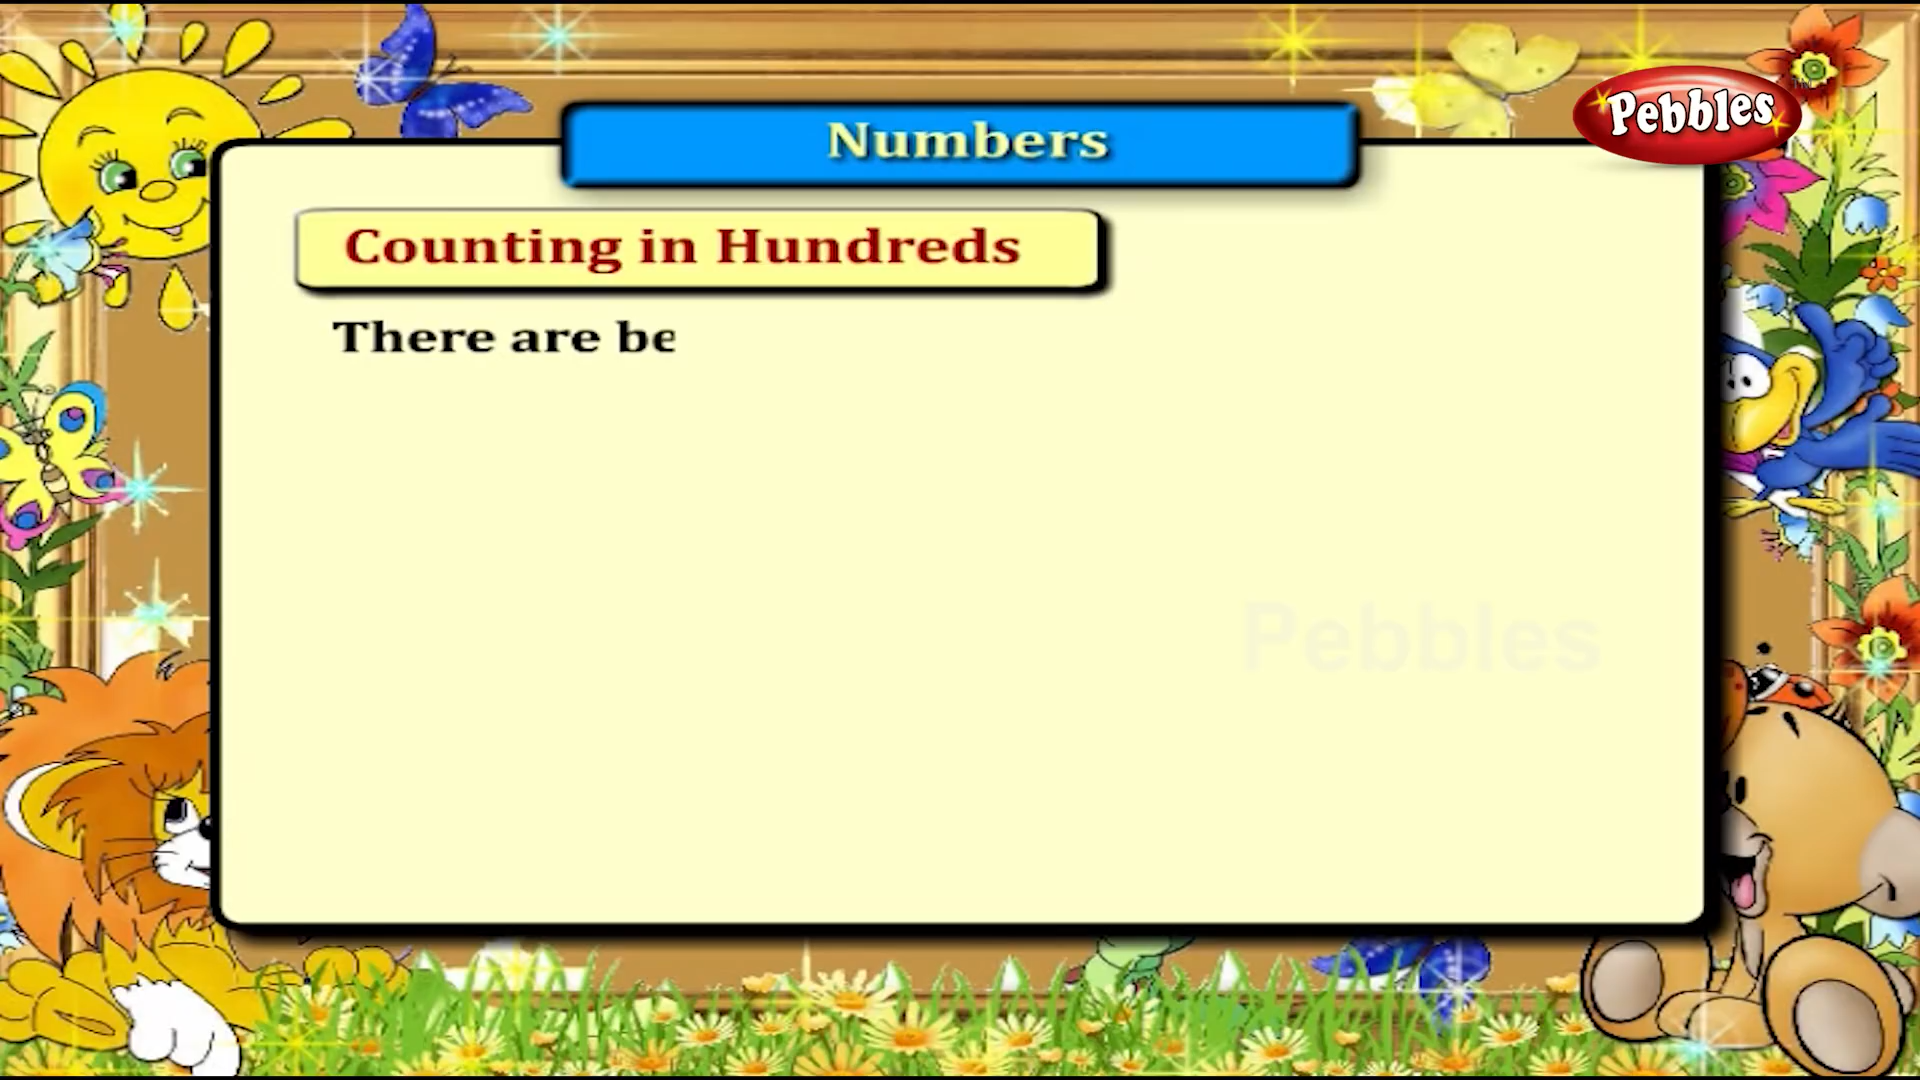 Numbers
Pebbles
Counting in Hundreds
There are be
Pebbles